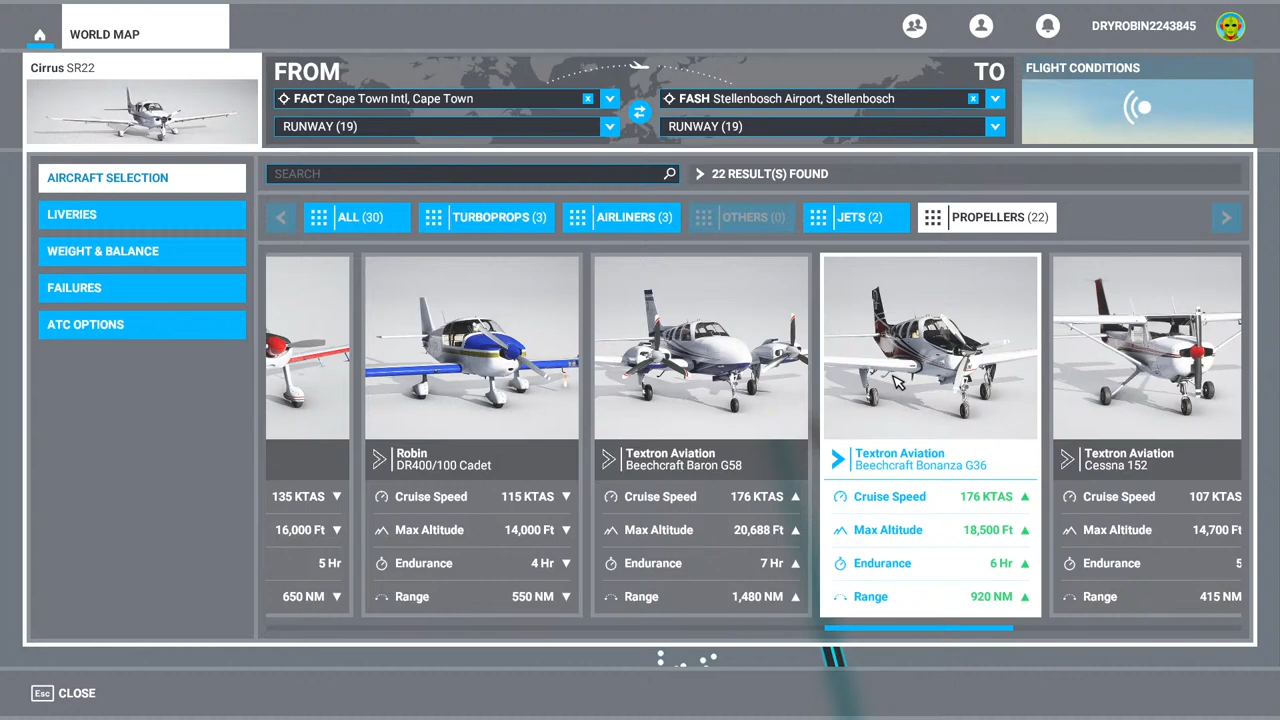 WORLD MAP
DRYROBIN2243845
Cirrus SR22
FROM
TO
FACT Cape Town Intl, Cape Town
x
RUNWAY (19)
FASH Stellenbosch Airport, Stellenbosch
x
RUNWAY (19)
FLIGHT CONDITIONS
AIRCRAFT SELECTION
LIVERIES
WEIGHT & BALANCE
FAILURES
ATC OPTIONS
SEARCH
22 RESULT(S) FOUND
ALL (30)
TURBOPROPS (3)
AIRLINERS (3)
OTHERS (0)
JETS (2)
PROPELLERS (22)
135 KTAS
16,000 Ft
5 Hr
650 NM
Robin
DR400/100 Cadet
Cruise Speed 115 KTAS
Max Altitude 14,000 Ft
Endurance 4 Hr
Range 550 NM
Textron Aviation
Beechcraft Baron G58
Cruise Speed 176 KTAS
Max Altitude 20,688 Ft
Endurance 7 Hr
Range 1,480 NM
Textron Aviation
Beechcraft Bonanza G36
Cruise Speed 176 KTAS
Max Altitude 18,500 Ft
Endurance 6 Hr
Range 920 NM
Textron Aviation
Cessna 152
Cruise Speed 107 KTAS
Max Altitude 14,700 Ft
Endurance 5
Range 415 NM
Esc CLOSE